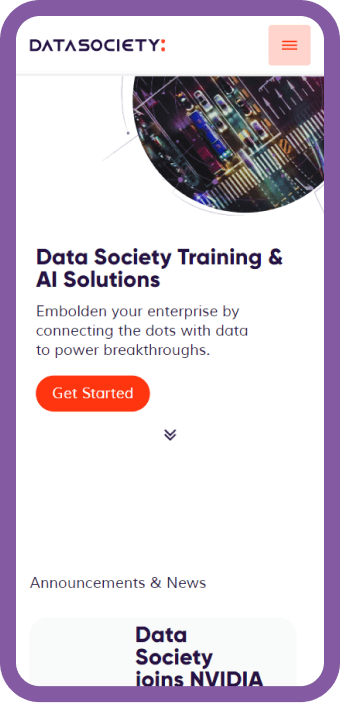 DATASOCIETY:
Data Society Training &
AI Solutions
Embolden your enterprise by
connecting the dots with data
to power breakthroughs.
Get Started
Announcements & News
Data
Society
joins NVIDIA